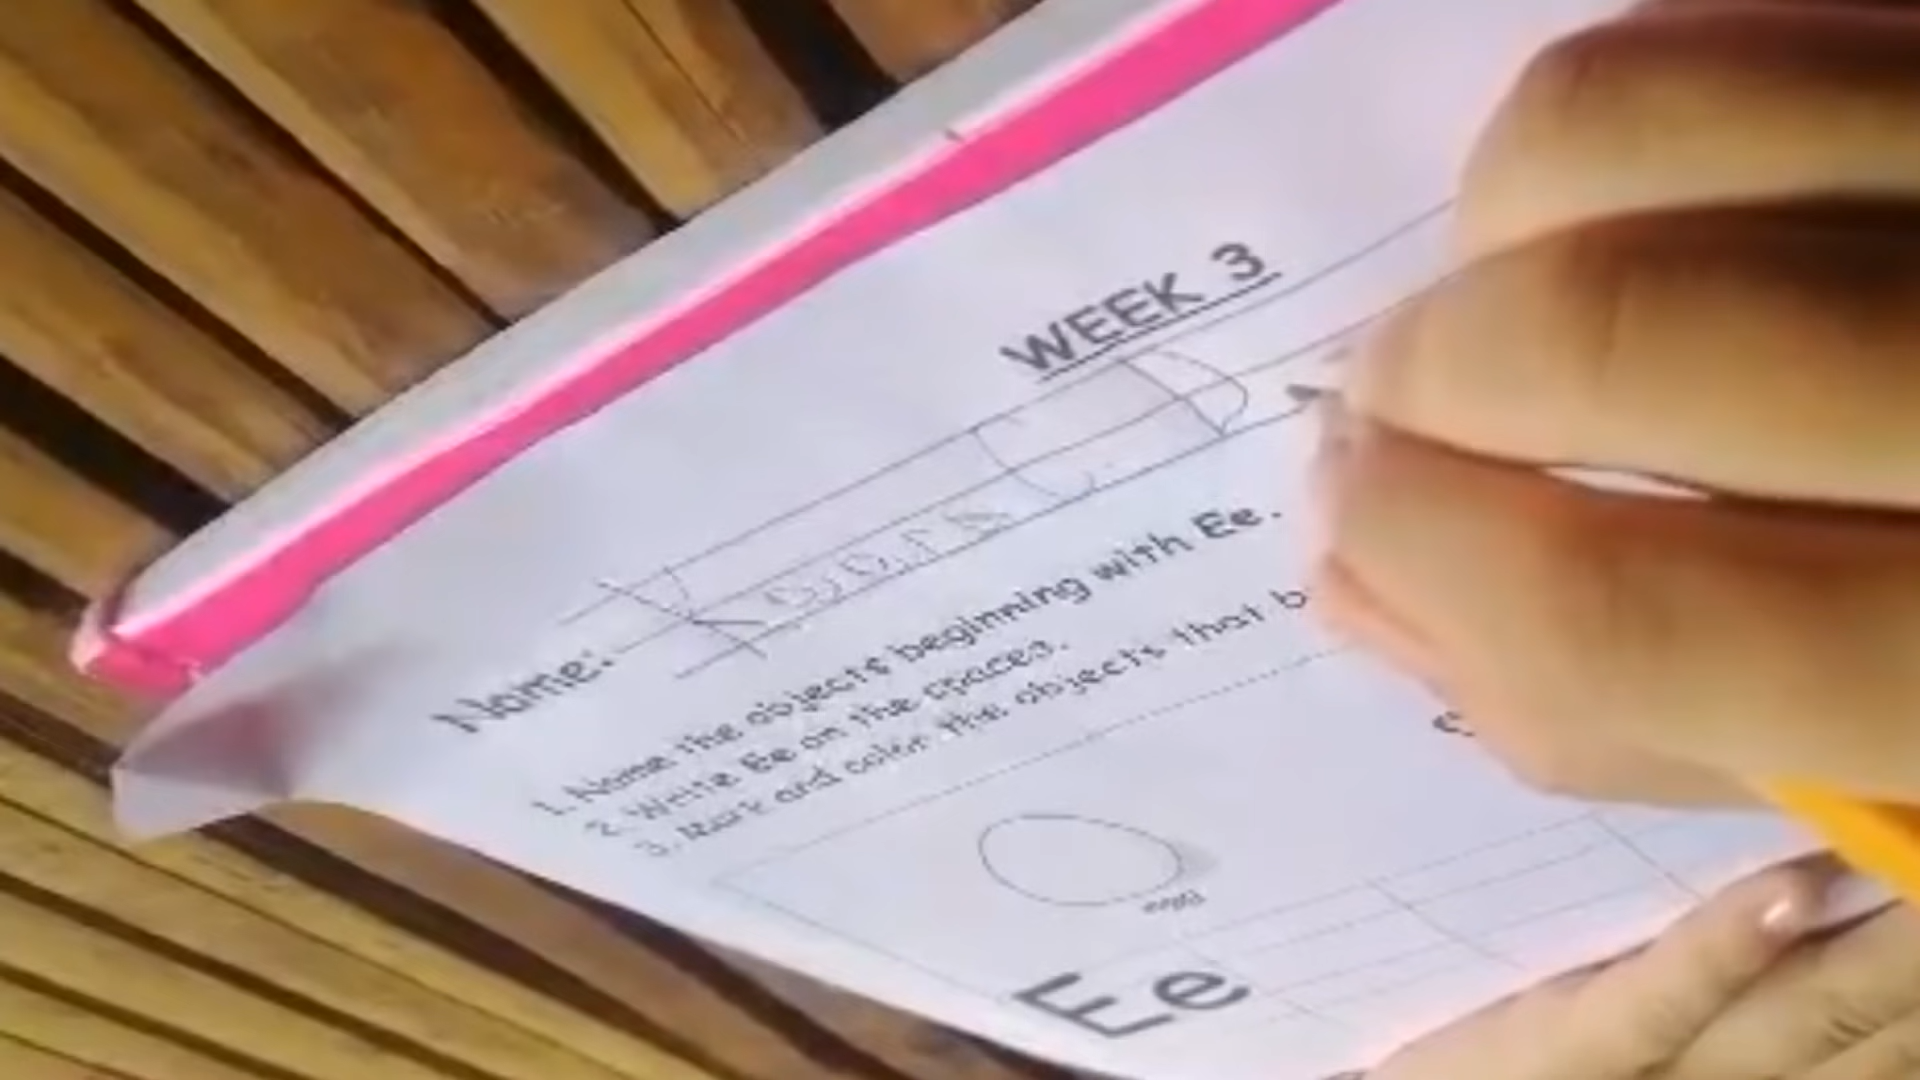 WEEK 3
Name:
1. Name the objects beginning with Ee.
2. Write Ee on the spaces.
3. Mark and color the objects that b
egg
Ee